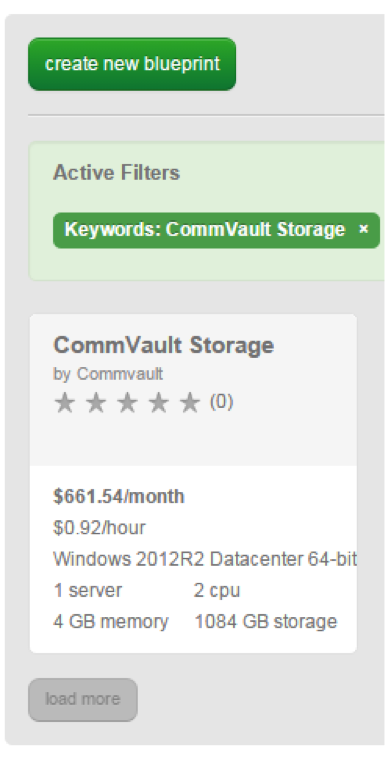 create new blueprint
Active Filters
Keywords: CommVault Storage ×
CommVault Storage
by Commvault
★ ★ ★ ★ ★ (0)
$661.54/month
$0.92/hour
Windows 2012R2 Datacenter 64-bit
1 server 2 cpu
4 GB memory 1084 GB storage
load more